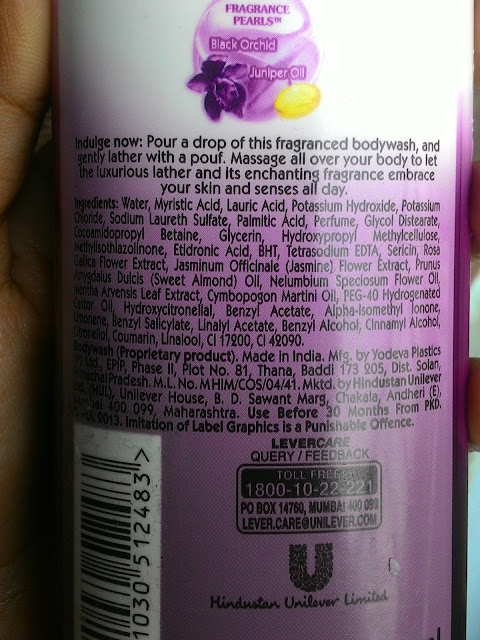 FRAGRANCE
PEARLS™
Black Orchid
Juniper Oil
Indulge now: Pour a drop of this fragranced bodywash, and
gently lather with a pouf. Massage all over your body to let
the luxurious lather and its enchanting fragrance embrace
your skin and senses all day.
Ingredients: Water, Myristic Acid, Lauric Acid, Potassium Hydroxide, Potassium
Chloride, Sodium Laureth Sulfate, Palmitic Acid, Perfume, Glycol Distearate,
Cocoamidopropyl Betaine, Glycerin, Hydroxypropyl Methylcellulose,
Methylisothiazolinone, Etidronic Acid, BHT, Tetrasodium EDTA, Sericin, Rosa
Gallica Flower Extract, Jasminum Officinale (Jasmine) Flower Extract, Prunus
Amygdalus Dulcis (Sweet Almond) Oil, Nelumbium Speciosum Flower Oil,
Mentha Arvensis Leaf Extract, Cymbopogon Martini Oil, PEG-40 Hydrogenated
Castor Oil, Hydroxycitronellal, Benzyl Acetate, Alpha-Isomethyl Ionone,
Limonene, Benzyl Salicylate, Linalyl Acetate, Benzyl Alcohol, Cinnamyl Alcohol,
Citronellol, Coumarin, Linalool, CI 17200, CI 42090.
Bodywash (Proprietary product). Made in India. Mfg. by Yodeva Plastics
(P) Ltd., EPIP, Phase II, Plot No. 81, Thana, Baddi 173 205, Dist. Solan,
Himachal Pradesh. M.L. No. MHIM/COS/04/41. Mktd. by Hindustan Unilever
Ltd. (HUL), Unilever House, B. D. Sawant Marg, Chakala, Andheri (E),
Mumbai 400 099, Maharashtra. Use Before 30 Months From PKD.
© HUL 2013. Imitation of Label Graphics is a Punishable Offence.
LEVERCARE
QUERY / FEEDBACK
TOLL FREE
1800-10-22-221
PO BOX 14760, MUMBAI 400 099
LEVER.CARE@UNILEVER.COM
Hindustan Unilever Limited
1030 512483>